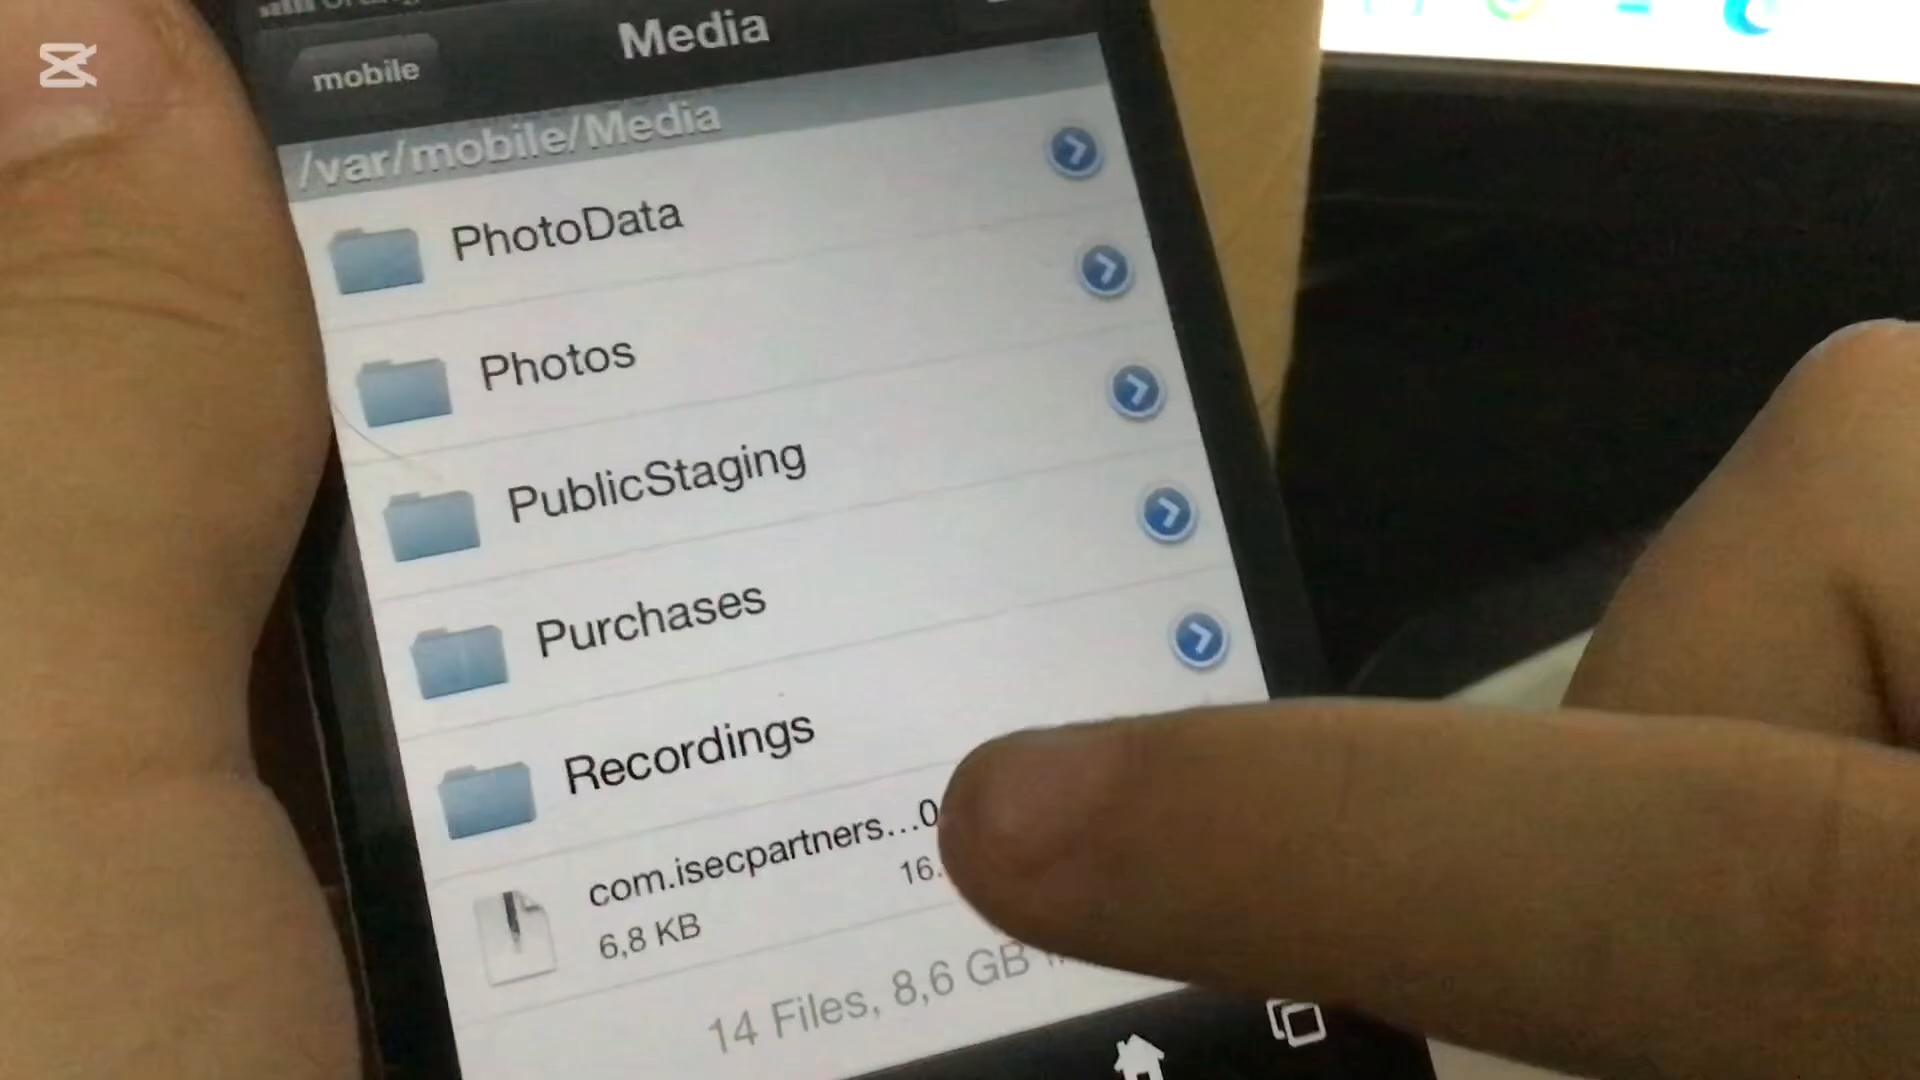 Media
mobile
/var/mobile/Media
PhotoData
Photos
PublicStaging
Purchases
Recordings
com.isecpartners...0
16.
6,8 KB
14 Files, 8,6 GB